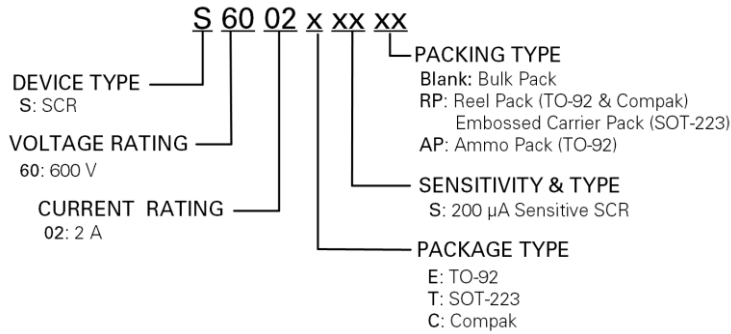 S 60 02 x xx xx
PACKING TYPE
Blank: Bulk Pack
RP: Reel Pack (TO-92 & Compak)
Embossed Carrier Pack (SOT-223)
AP: Ammo Pack (TO-92)
DEVICE TYPE
S: SCR
VOLTAGE RATING
60: 600 V
SENSITIVITY & TYPE
S: 200 µA Sensitive SCR
CURRENT RATING
02: 2 A
PACKAGE TYPE
E: TO-92
T: SOT-223
C: Compak